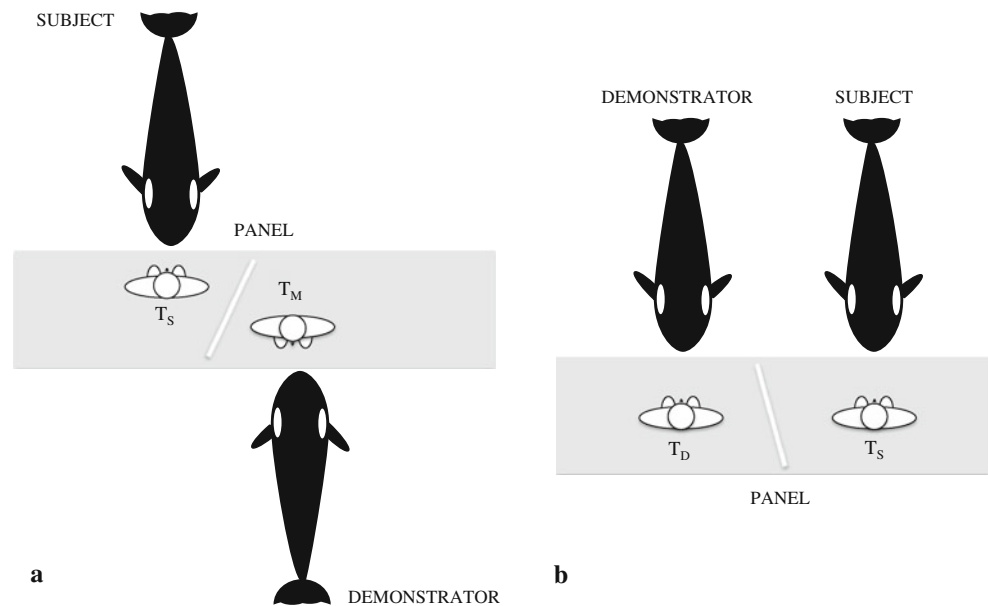 SUBJECT
PANEL
TS
TM
DEMONSTRATOR
a
DEMONSTRATOR SUBJECT
TD
TS
PANEL
b